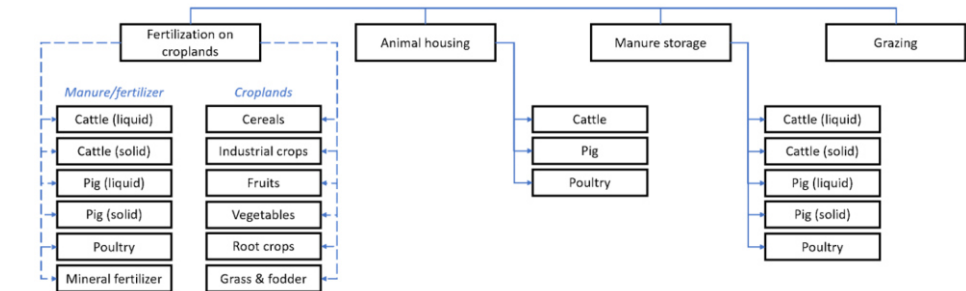 Fertilization on
croplands
Animal housing
Manure storage
Grazing
Manure/fertilizer
Croplands
Cattle (liquid)
Cattle (solid)
Pig (liquid)
Pig (solid)
Poultry
Mineral fertilizer
Cereals
Industrial crops
Fruits
Vegetables
Root crops
Grass & fodder
Cattle
Pig
Poultry
Cattle (liquid)
Cattle (solid)
Pig (liquid)
Pig (solid)
Poultry